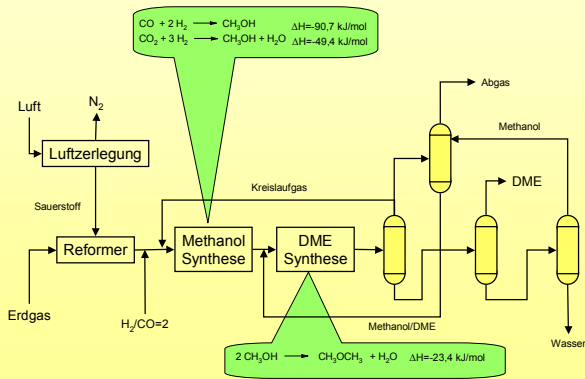 CO + 2 H₂ ⟶ CH₃OH ΔH=-90,7 kJ/mol
CO₂ + 3 H₂ ⟶ CH₃OH + H₂O ΔH=-49,4 kJ/mol
Abgas
N₂
Luft
Methanol
Luftzerlegung
DME
Kreislaufgas
Sauerstoff
Reformer
Methanol
Synthese
DME
Synthese
Erdgas
H₂/CO=2
Methanol/DME
Wasser
2 CH₃OH ⟶ CH₃OCH₃ + H₂O ΔH=-23,4 kJ/mol